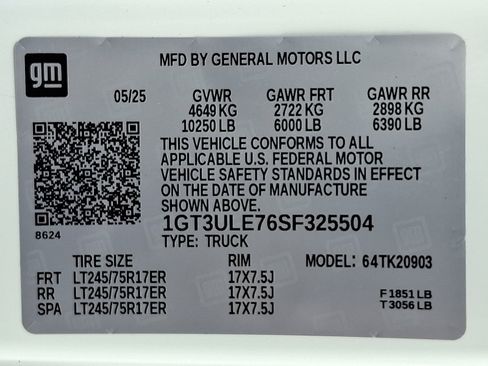 gm
MFD BY GENERAL MOTORS LLC
05/25 GVWR GAWR FRT GAWR RR
4649 KG 2722 KG 2898 KG
10250 LB 6000 LB 6390 LB
THIS VEHICLE CONFORMS TO ALL
APPLICABLE U.S. FEDERAL MOTOR
VEHICLE SAFETY STANDARDS IN EFFECT
ON THE DATE OF MANUFACTURE
SHOWN ABOVE.
8624 1GT3ULE76SF325504
TYPE: TRUCK
TIRE SIZE RIM MODEL: 64TK20903
FRT LT245/75R17ER 17X7.5J
RR LT245/75R17ER 17X7.5J F 1851 LB
SPA LT245/75R17ER 17X7.5J T 3056 LB